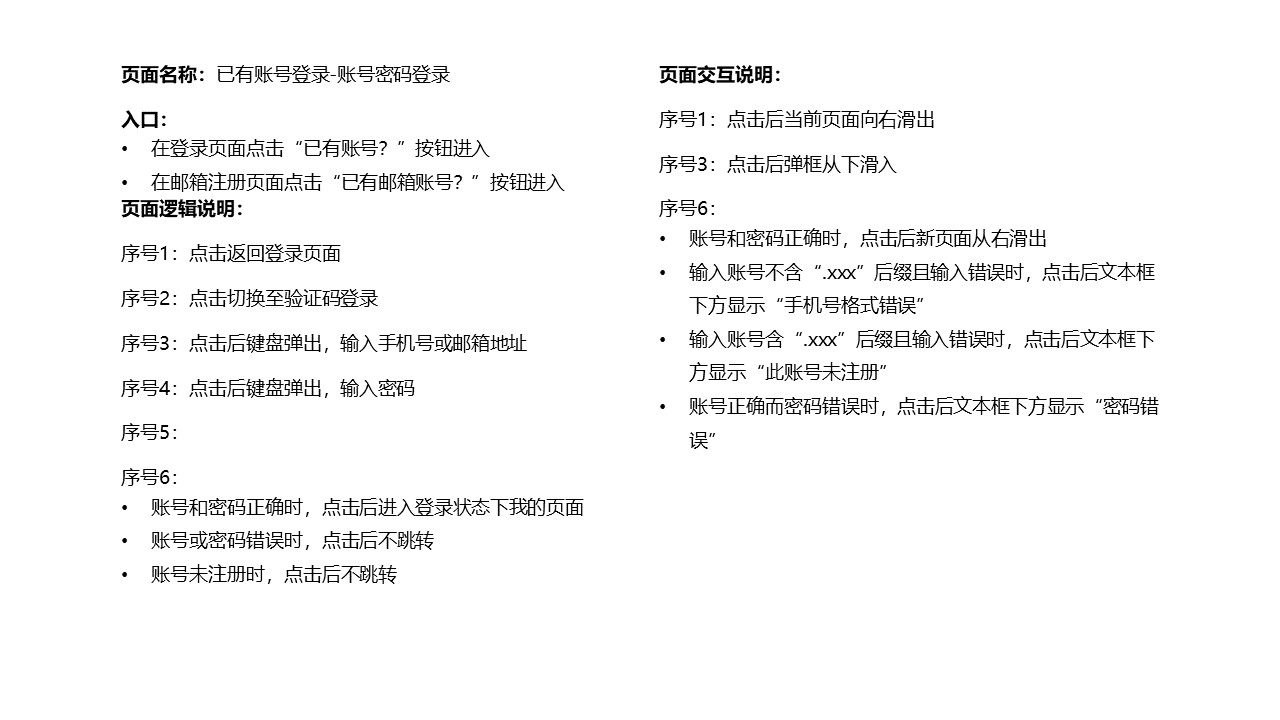 页面名称：已有账号登录-账号密码登录
入口：
• 在登录页面点击“已有账号？”按钮进入
• 在邮箱注册页面点击“已有邮箱账号？”按钮进入
页面逻辑说明：
序号1：点击返回登录页面
序号2：点击切换至验证码登录
序号3：点击后键盘弹出，输入手机号或邮箱地址
序号4：点击后键盘弹出，输入密码
序号5：
序号6：
• 账号和密码正确时，点击后进入登录状态下我的页面
• 账号或密码错误时，点击后不跳转
• 账号未注册时，点击后不跳转
页面交互说明：
序号1：点击后当前页面向右滑出
序号3：点击后弹框从下滑入
序号6：
• 账号和密码正确时，点击后新页面从右滑出
• 输入账号不含“.xxx”后缀且输入错误时，点击后文本框
下方显示“手机号格式错误”
• 输入账号含“.xxx”后缀且输入错误时，点击后文本框下
方显示“此账号未注册”
• 账号正确而密码错误时，点击后文本框下方显示“密码错
误”